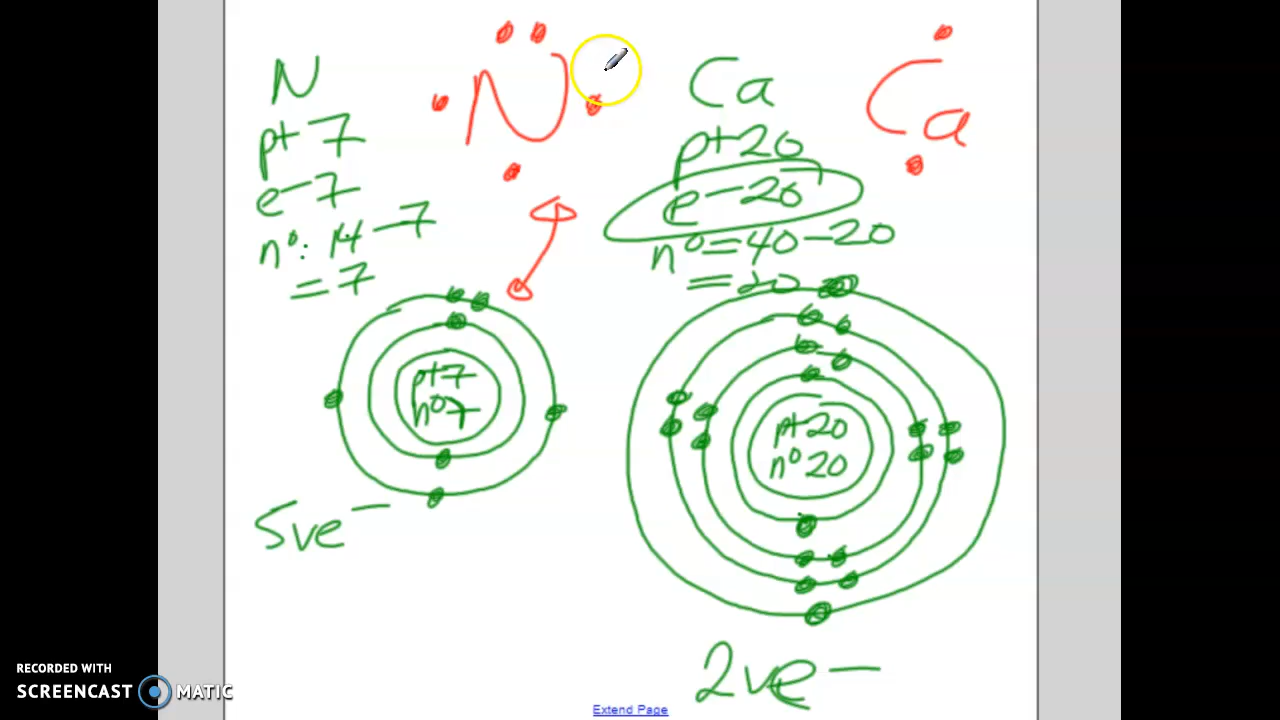 N
p+ 7
e- 7
n°: 14 - 7
= 7
N
Ca
p+ 20
e- 20
n° = 40 - 20
= 20
Ca
p+7
n°7
5ve-
p+20
n° 20
2ve-
RECORDED WITH
SCREENCAST MATIC
Extend Page